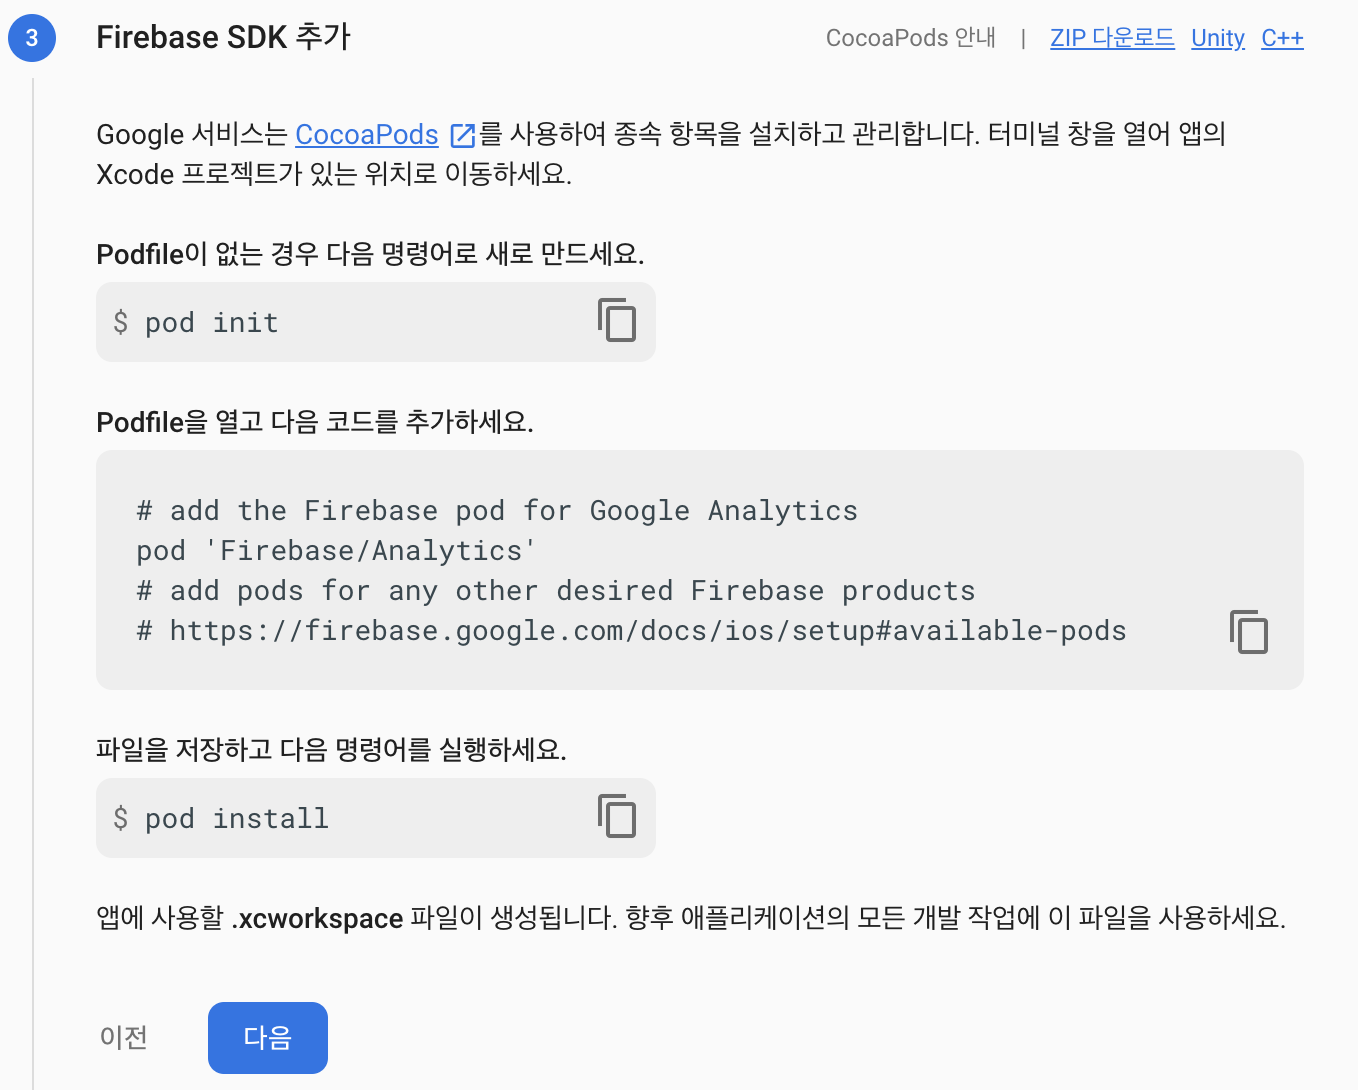 3
Firebase SDK 추가
CocoaPods 안내 | ZIP 다운로드 Unity C++
Google 서비스는 CocoaPods 를 사용하여 종속 항목을 설치하고 관리합니다. 터미널 창을 열어 앱의
Xcode 프로젝트가 있는 위치로 이동하세요.
Podfile이 없는 경우 다음 명령어로 새로 만드세요.
$ pod init
Podfile을 열고 다음 코드를 추가하세요.
# add the Firebase pod for Google Analytics
pod 'Firebase/Analytics'
# add pods for any other desired Firebase products
# https://firebase.google.com/docs/ios/setup#available-pods
파일을 저장하고 다음 명령어를 실행하세요.
$ pod install
앱에 사용할 .xcworkspace 파일이 생성됩니다. 향후 애플리케이션의 모든 개발 작업에 이 파일을 사용하세요.
이전 다음